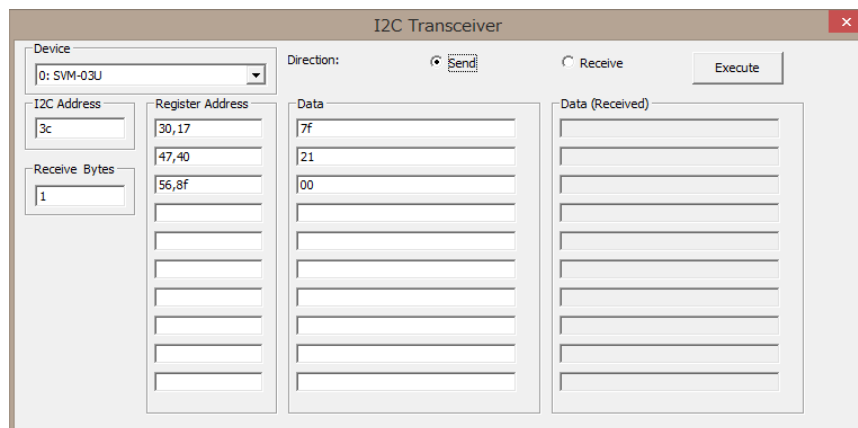 I2C Transceiver
Device
0: SVM-03U
Direction:
Send
Receive
Execute
I2C Address
3c
Receive Bytes
1
Register Address
30,17
47,40
56,8f
Data
7f
21
00
Data (Received)